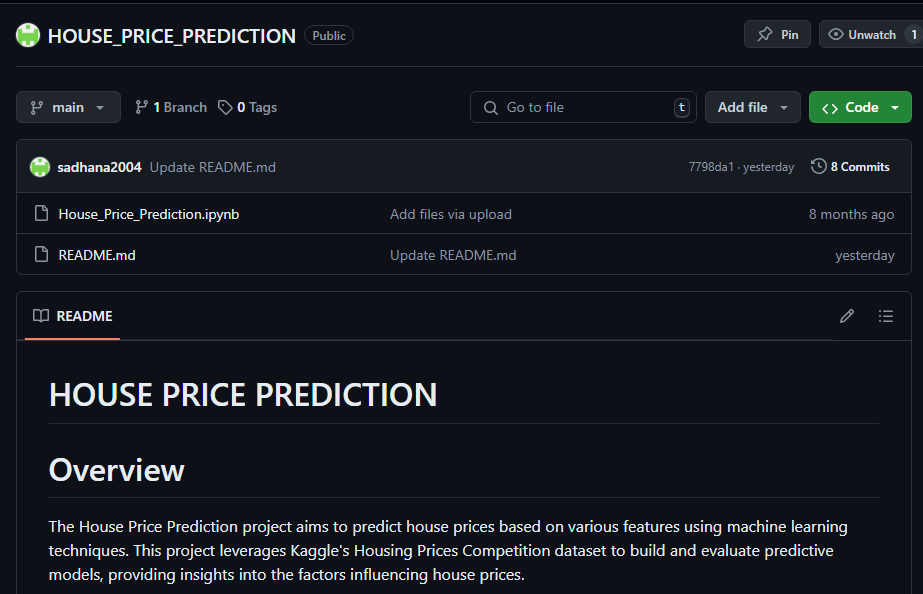 HOUSE_PRICE_PREDICTION Public Pin Unwatch 1
main 1 Branch 0 Tags Go to file t Add file Code
sadhana2004 Update README.md 7798da1 · yesterday 8 Commits
House_Price_Prediction.ipynb Add files via upload 8 months ago
README.md Update README.md yesterday
README
HOUSE PRICE PREDICTION
Overview
The House Price Prediction project aims to predict house prices based on various features using machine learning
techniques. This project leverages Kaggle's Housing Prices Competition dataset to build and evaluate predictive
models, providing insights into the factors influencing house prices.